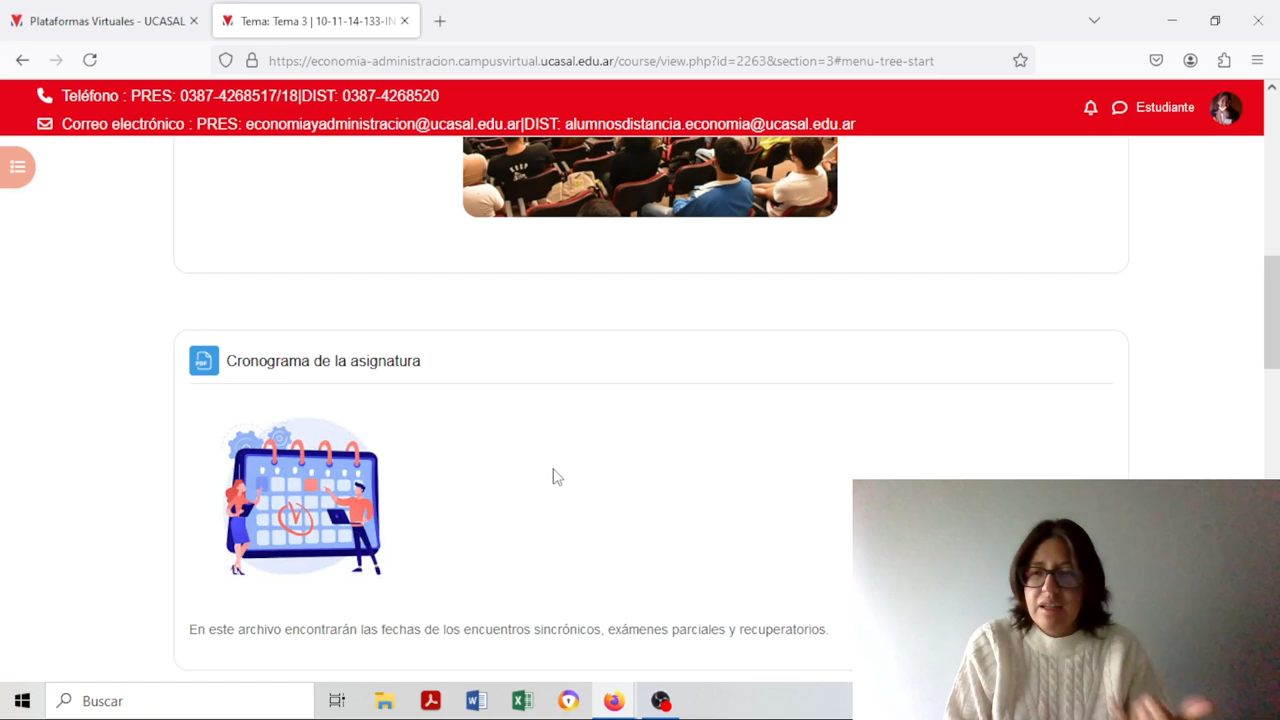 Plataformas Virtuales - UCASAL
Tema: Tema 3 | 10-11-14-133-IN
https://economia-administracion.campusvirtual.ucasal.edu.ar/course/view.php?id=2263&section=3#menu-tree-start
Teléfono : PRES: 0387-4268517/18|DIST: 0387-4268520
Estudiante
Correo electrónico : PRES: economiayadministracion@ucasal.edu.ar|DIST: alumnosdistancia.economia@ucasal.edu.ar
PDF
Cronograma de la asignatura
En este archivo encontrarán las fechas de los encuentros sincrónicos, exámenes parciales y recuperatorios.
Buscar